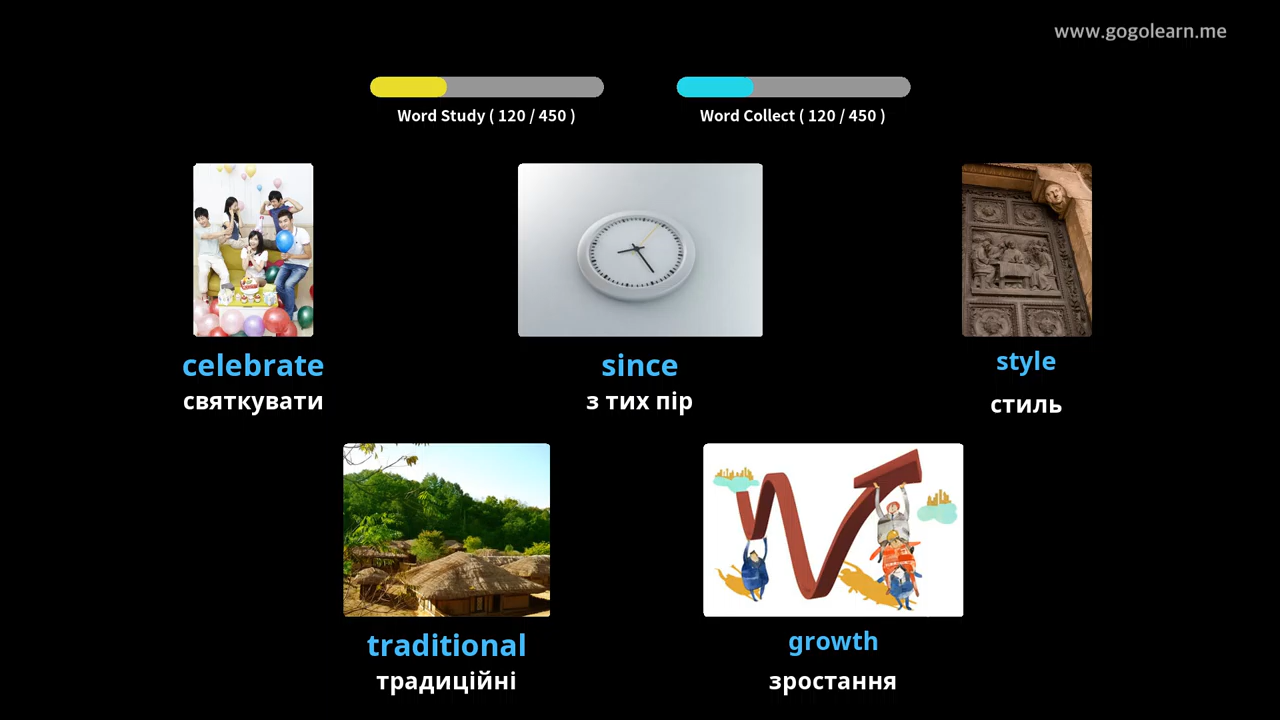 www.gogolearn.me
Word Study ( 120 / 450 )
Word Collect ( 120 / 450 )
celebrate
святкувати
since
з тих пір
style
стиль
traditional
традиційні
growth
зростання